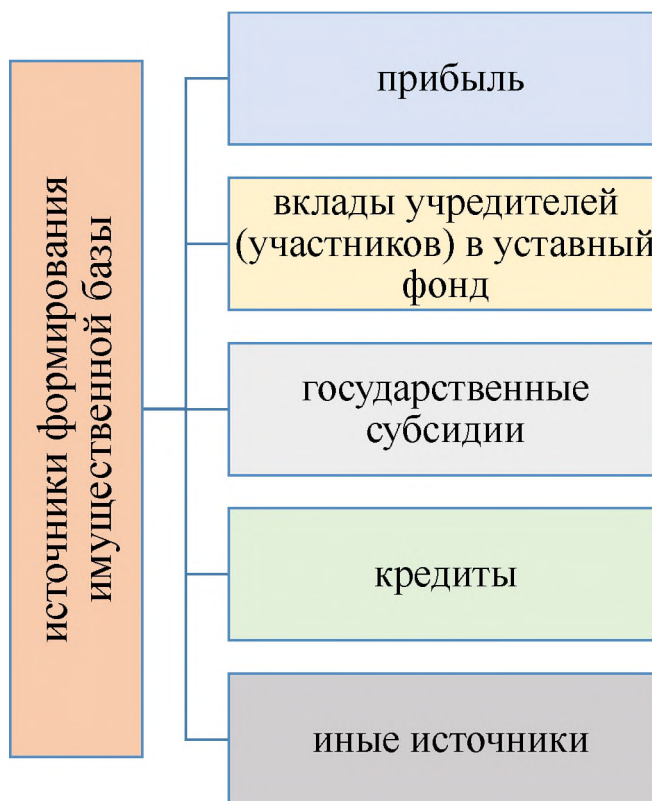 источники формирования
имущественной базы
прибыль
вклады учредителей
(участников) в уставный
фонд
государственные
субсидии
кредиты
иные источники